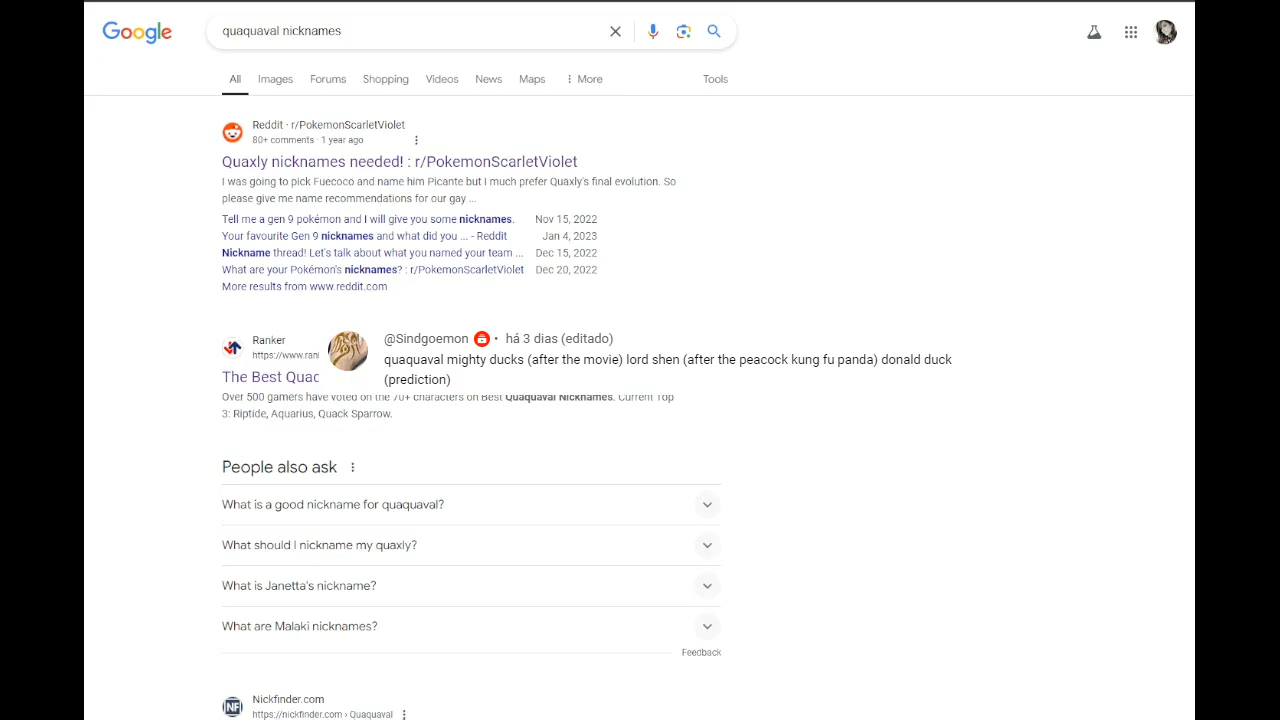 Google
quaquaval nicknames
All Images Forums Shopping Videos News Maps More Tools
Reddit · r/PokemonScarletViolet
80+ comments · 1 year ago
Quaxly nicknames needed! : r/PokemonScarletViolet
I was going to pick Fuecoco and name him Picante but I much prefer Quaxly's final evolution. So
please give me name recommendations for our gay ...
Tell me a gen 9 pokémon and I will give you some nicknames. Nov 15, 2022
Your favourite Gen 9 nicknames and what did you ... - Reddit Jan 4, 2023
Nickname thread! Let's talk about what you named your team ... Dec 15, 2022
What are your Pokémon's nicknames? : r/PokemonScarletViolet Dec 20, 2022
More results from www.reddit.com
Ranker
https://www.ran
The Best Quac
@Sindgoemon · há 3 dias (editado)
quaquaval mighty ducks (after the movie) lord shen (after the peacock kung fu panda) donald duck
(prediction)
Over 500 gamers have voted on the 70+ characters on Best Quaquaval Nicknames. Current Top
3: Riptide, Aquarius, Quack Sparrow.
People also ask
What is a good nickname for quaquaval?
What should I nickname my quaxly?
What is Janetta's nickname?
What are Malaki nicknames?
Feedback
NF
Nickfinder.com
https://nickfinder.com › Quaquaval